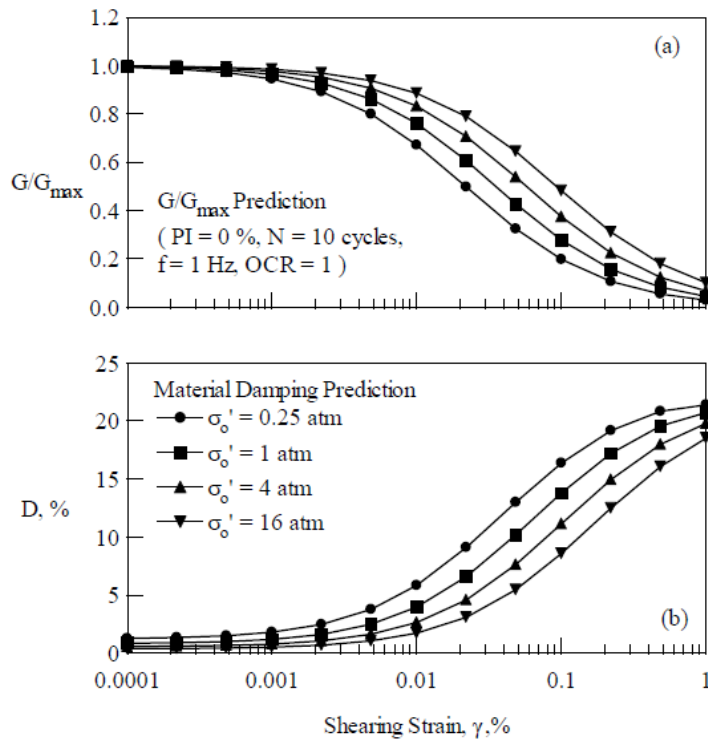 1.2
(a)
1.0
0.8
0.6
G/Gmax
0.4
G/Gmax Prediction
( PI = 0 %, N = 10 cycles,
f = 1 Hz, OCR = 1 )
0.2
0.0
25
Material Damping Prediction
20
σo' = 0.25 atm
σo' = 1 atm
15
σo' = 4 atm
D, %
σo' = 16 atm
10
5
(b)
0
0.0001 0.001 0.01 0.1 1
Shearing Strain, γ ,%